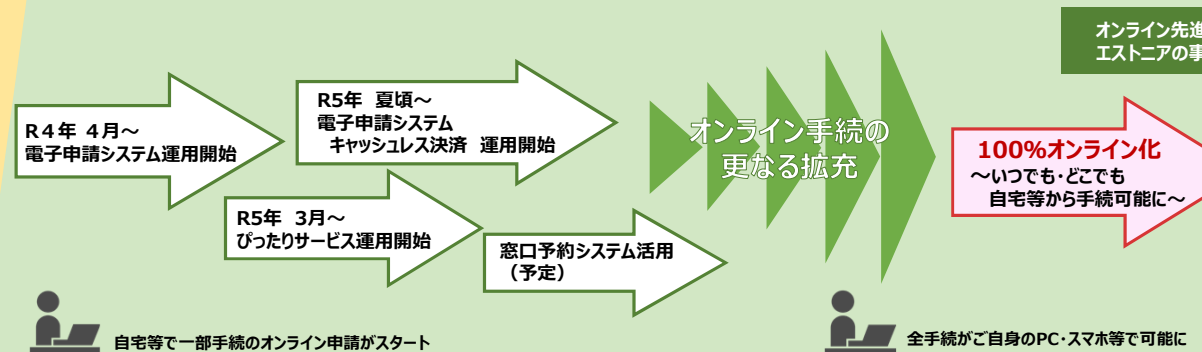 オンライン先進
エストニアの事
R4年 4月～
電子申請システム運用開始
R5年 夏頃～
電子申請システム
キャッシュレス決済 運用開始
R5年 3月～
ぴったりサービス運用開始
窓口予約システム活用
（予定）
オンライン手続の
更なる拡充
100%オンライン化
～いつでも・どこでも
自宅等から手続可能に～
自宅等で一部手続のオンライン申請がスタート
全手続がご自身のPC・スマホ等で可能に